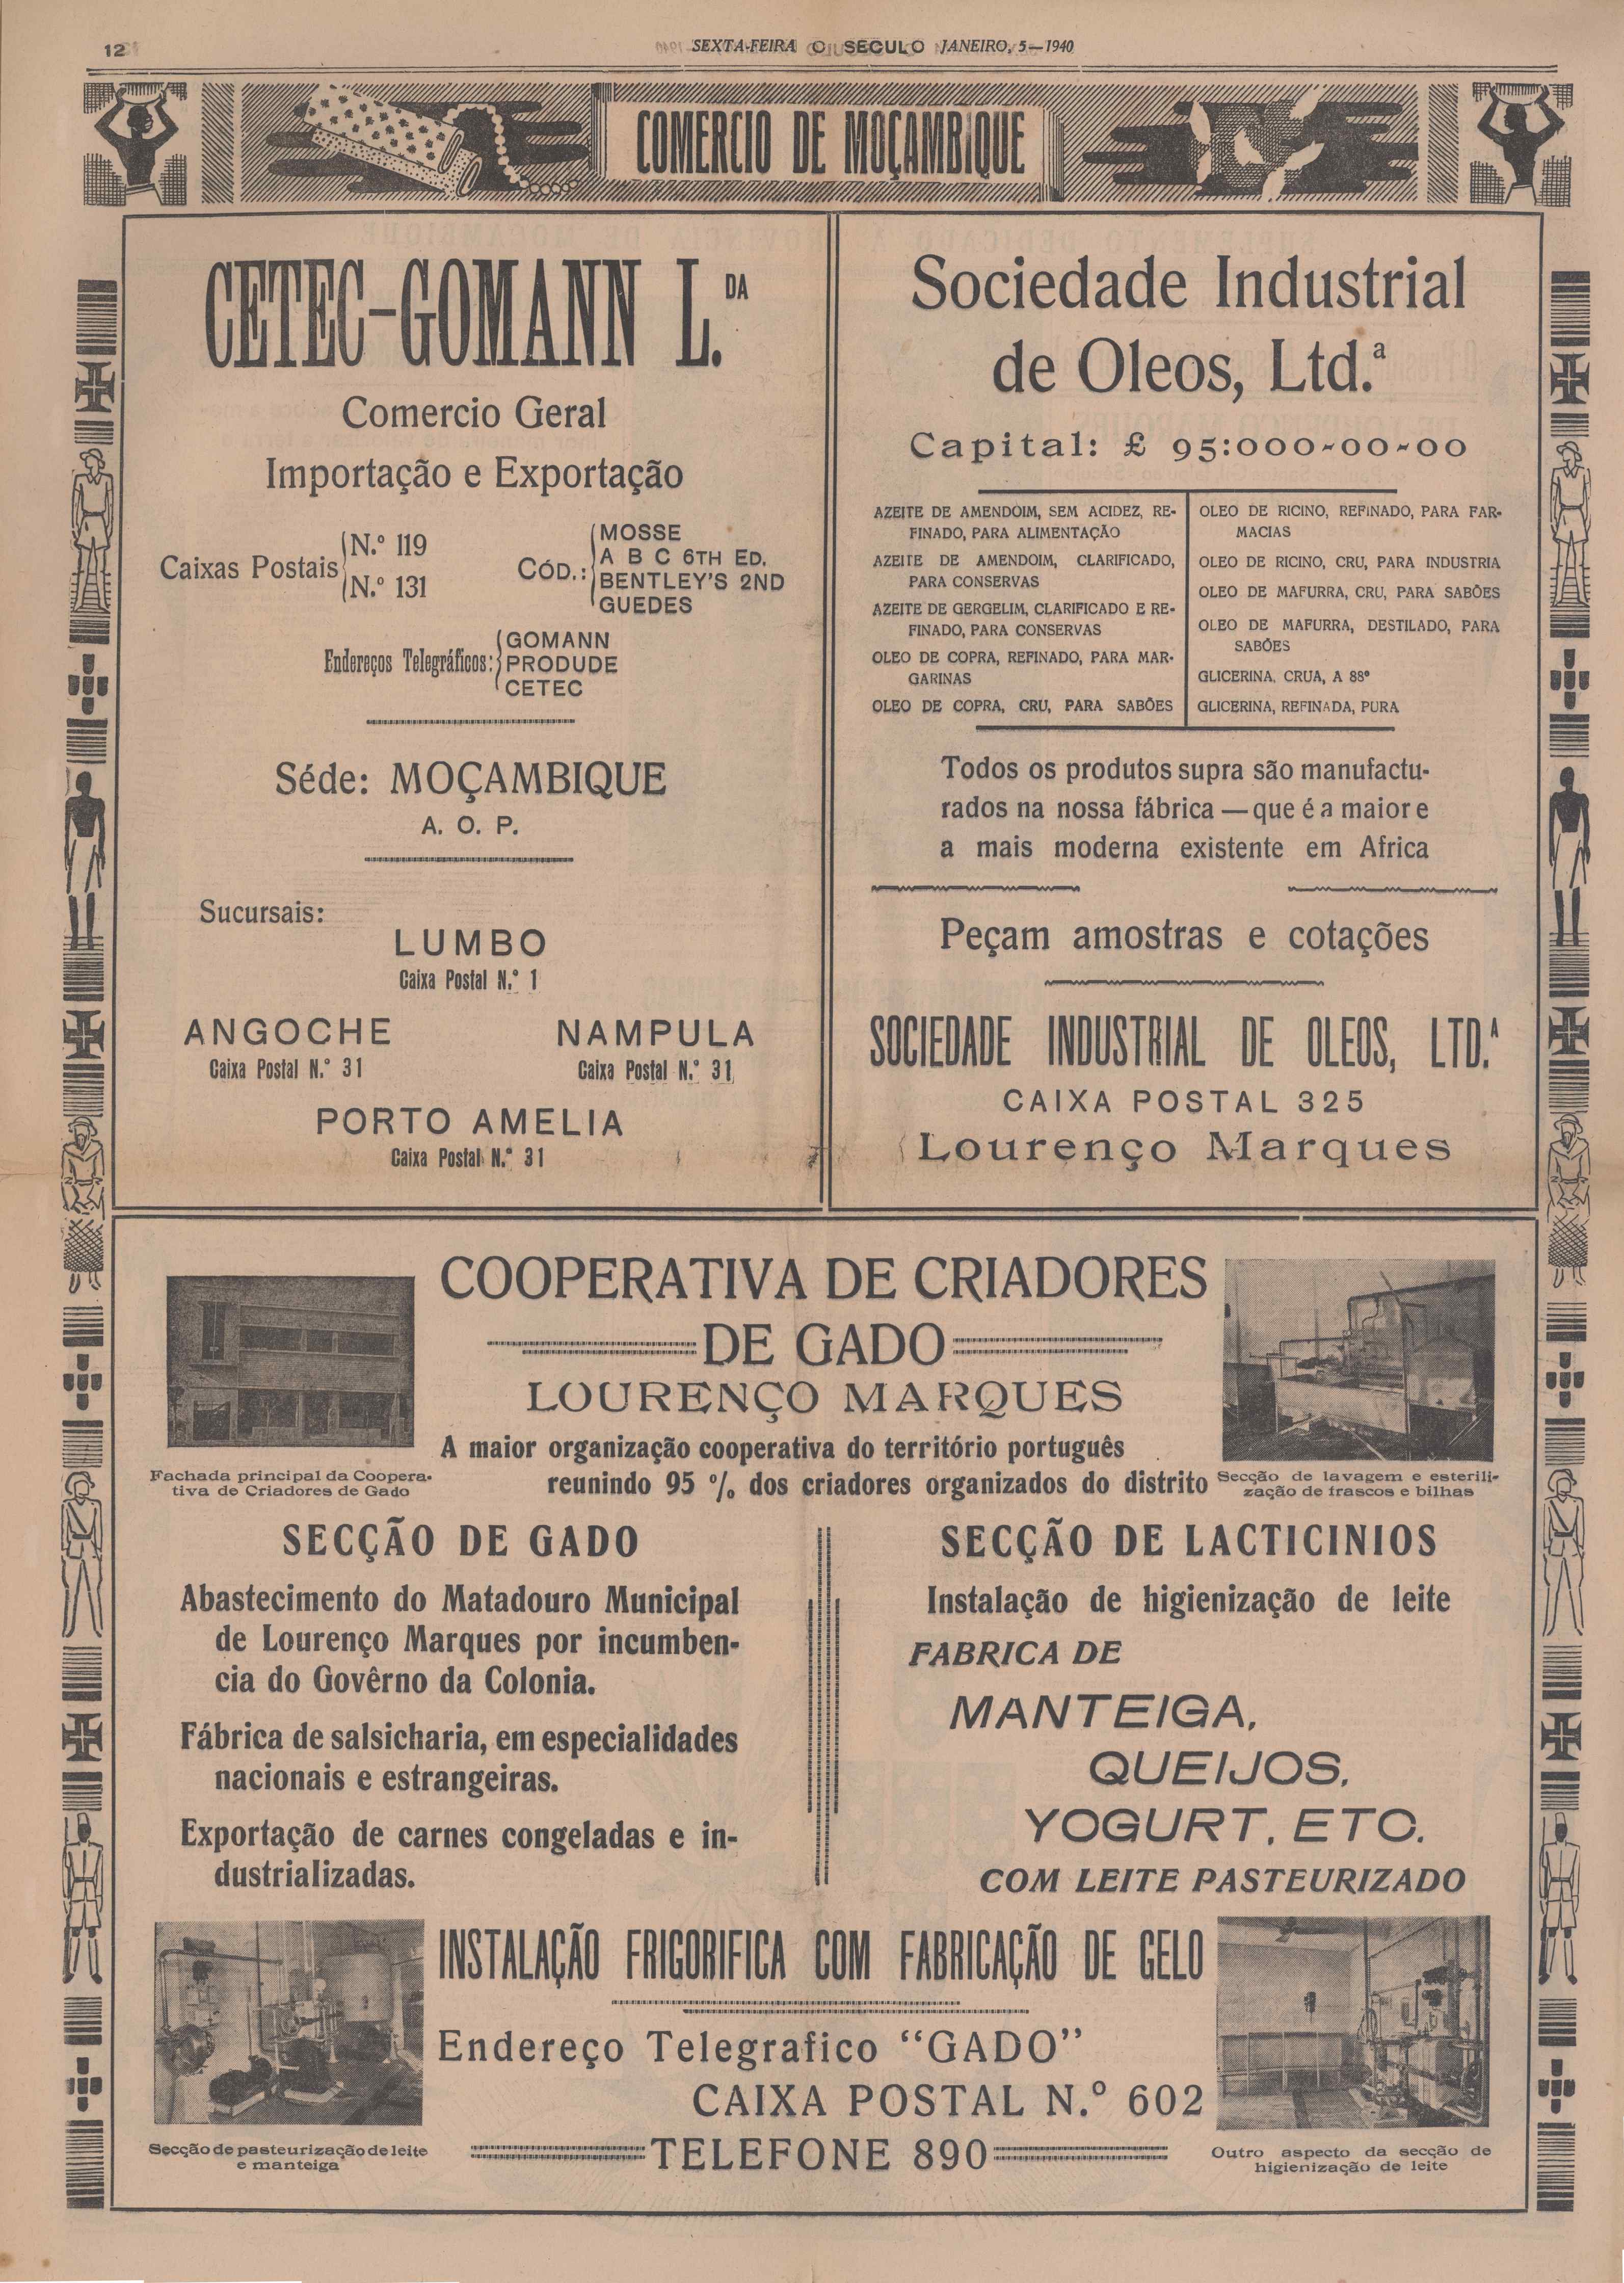 12
SEXTA-FEIRA O SECULO JANEIRO, 5—1940
COMERCIO DE MOÇAMBIQUE
CETEC-GOMANN L.DA
Comercio Geral
Importação e Exportação
Caixas Postais
N.º 119
N.º 131
CÓD.:
MOSSE
A B C 6TH ED.
BENTLEY'S 2ND
GUEDES
Endereços Telegráficos:
GOMANN
PRODUDE
CETEC
Séde: MOÇAMBIQUE
A. O. P.
Sucursais:
LUMBO
Caixa Postal N.º 1
ANGOCHE
Caixa Postal N.º 31
NAMPULA
Caixa Postal N.º 31
PORTO AMELIA
Caixa Postal N.º 31
Sociedade Industrial
de Oleos, Ltd.ª
Capital: £ 95:000-00-00
AZEITE DE AMENDOIM, SEM ACIDEZ, RE-
FINADO, PARA ALIMENTAÇÃO
AZEITE DE AMENDOIM, CLARIFICADO,
PARA CONSERVAS
AZEITE DE GERGELIM, CLARIFICADO E RE-
FINADO, PARA CONSERVAS
OLEO DE COPRA, REFINADO, PARA MAR-
GARINAS
OLEO DE COPRA, CRU, PARA SABÕES
OLEO DE RICINO, REFINADO, PARA FAR-
MACIAS
OLEO DE RICINO, CRU, PARA INDUSTRIA
OLEO DE MAFURRA, CRU, PARA SABÕES
OLEO DE MAFURRA, DESTILADO, PARA
SABÕES
GLICERINA, CRUA, A 88º
GLICERINA, REFINADA, PURA
Todos os produtos supra são manufactu-
rados na nossa fábrica — que é a maior e
a mais moderna existente em Africa
Peçam amostras e cotações
SOCIEDADE INDUSTRIAL DE OLEOS, LTD.A
CAIXA POSTAL 325
Lourenço Marques
COOPERATIVA DE CRIADORES
DE GADO
LOURENÇO MARQUES
A maior organização cooperativa do território português
reunindo 95 % dos criadores organizados do distrito
Fachada principal da Coopera-
tiva de Criadores de Gado
Secção de lavagem e esterili-
zação de frascos e bilhas
SECÇÃO DE GADO
Abastecimento do Matadouro Municipal
de Lourenço Marques por incumben-
cia do Govêrno da Colonia.
Fábrica de salsicharia, em especialidades
nacionais e estrangeiras.
Exportação de carnes congeladas e in-
dustrializadas.
SECÇÃO DE LACTICINIOS
Instalação de higienização de leite
FABRICA DE
MANTEIGA,
QUEIJOS,
YOGURT, ETC.
COM LEITE PASTEURIZADO
INSTALAÇÃO FRIGORIFICA COM FABRICAÇÃO DE GELO
Endereço Telegrafico "GADO"
CAIXA POSTAL N.º 602
TELEFONE 890
Secção de pasteurização de leite
e manteiga
Outro aspecto da secção de
higienização de leite